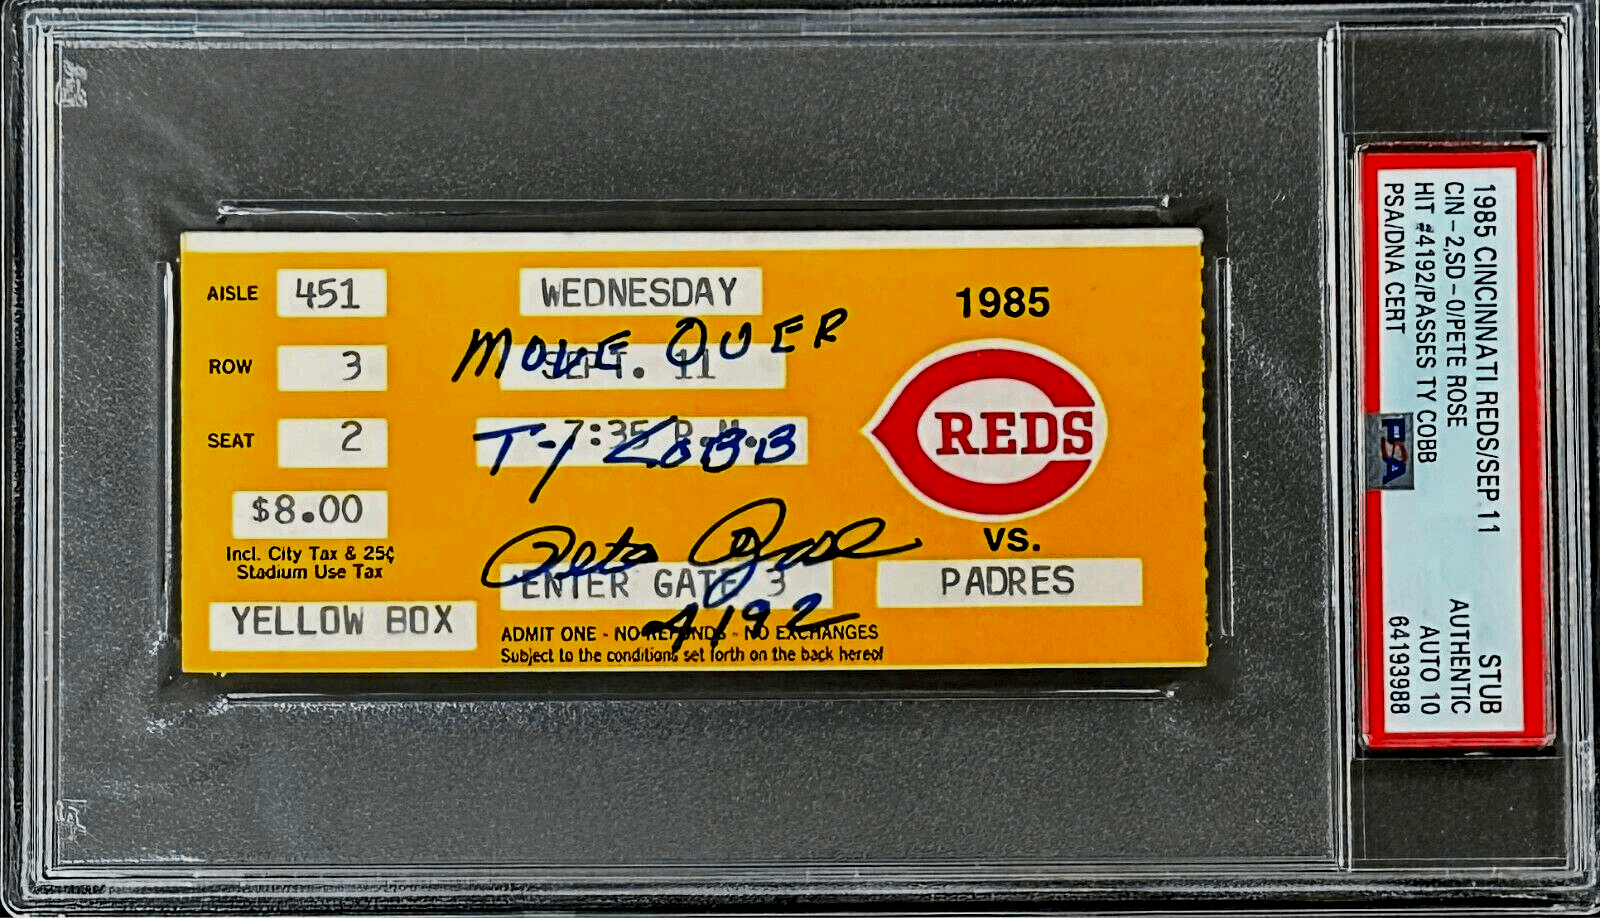 AISLE 451
ROW 3
SEAT 2
$8.00
Incl. City Tax & 25¢
Stadium Use Tax
YELLOW BOX
WEDNESDAY
MOVE OVER
SEPT. 11
7:35 P.M.
TY COBB
Pete Rose
ENTER GATE 3
4192
ADMIT ONE - NO REFUNDS - NO EXCHANGES
Subject to the conditions set forth on the back hereof
1985
REDS
VS.
PADRES
1985 CINCINNATI REDS/SEP 11
CIN - 2,SD - 0/PETE ROSE
HIT #4192/PASSES TY COBB
PSA/DNA CERT
PSA
STUB
AUTHENTIC
AUTO 10
64193988